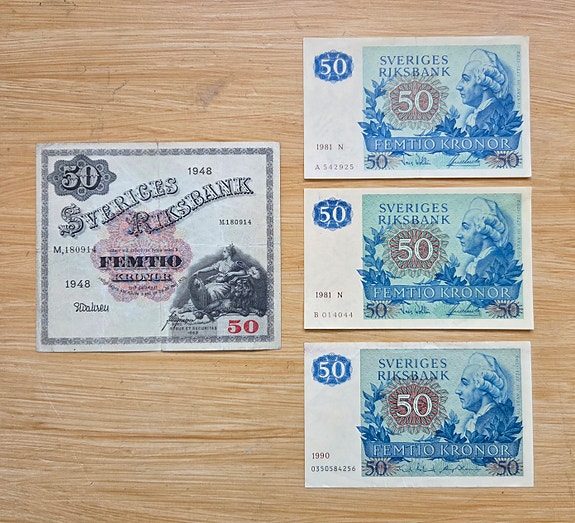 50
1948
SVERIGES
RIKSBANK
M.180914
M.180914
FEMTIO
KRONOR
1948
50
50
SVERIGES
RIKSBANK
50
1981 N
A 542925
FEMTIO KRONOR
50
50
50
SVERIGES
RIKSBANK
50
1981 N
B 014044
FEMTIO KRONOR
50
50
50
SVERIGES
RIKSBANK
50
1990
0350584256
FEMTIO KRONOR
50
50